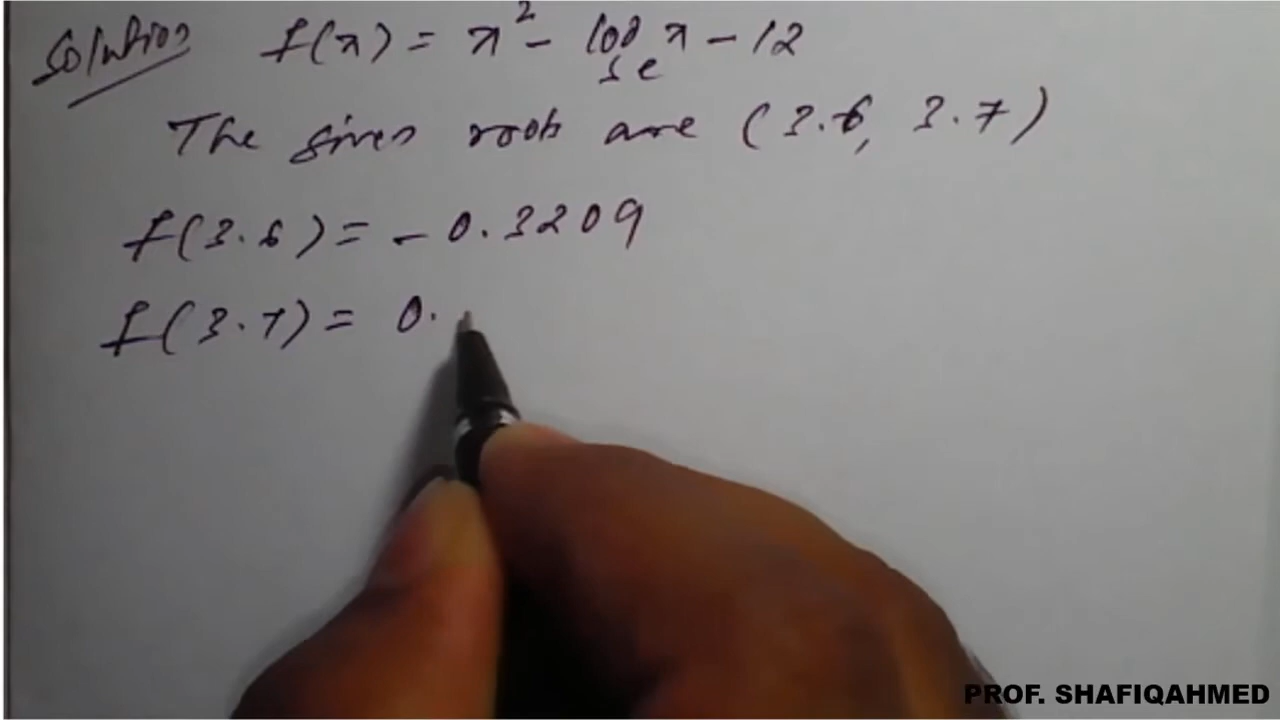 Solution f(x) = x² - log_e x - 12
The given roots are (3.6, 3.7)
f(3.6) = - 0.3209
f(3.7) = 0.
PROF. SHAFIQAHMED